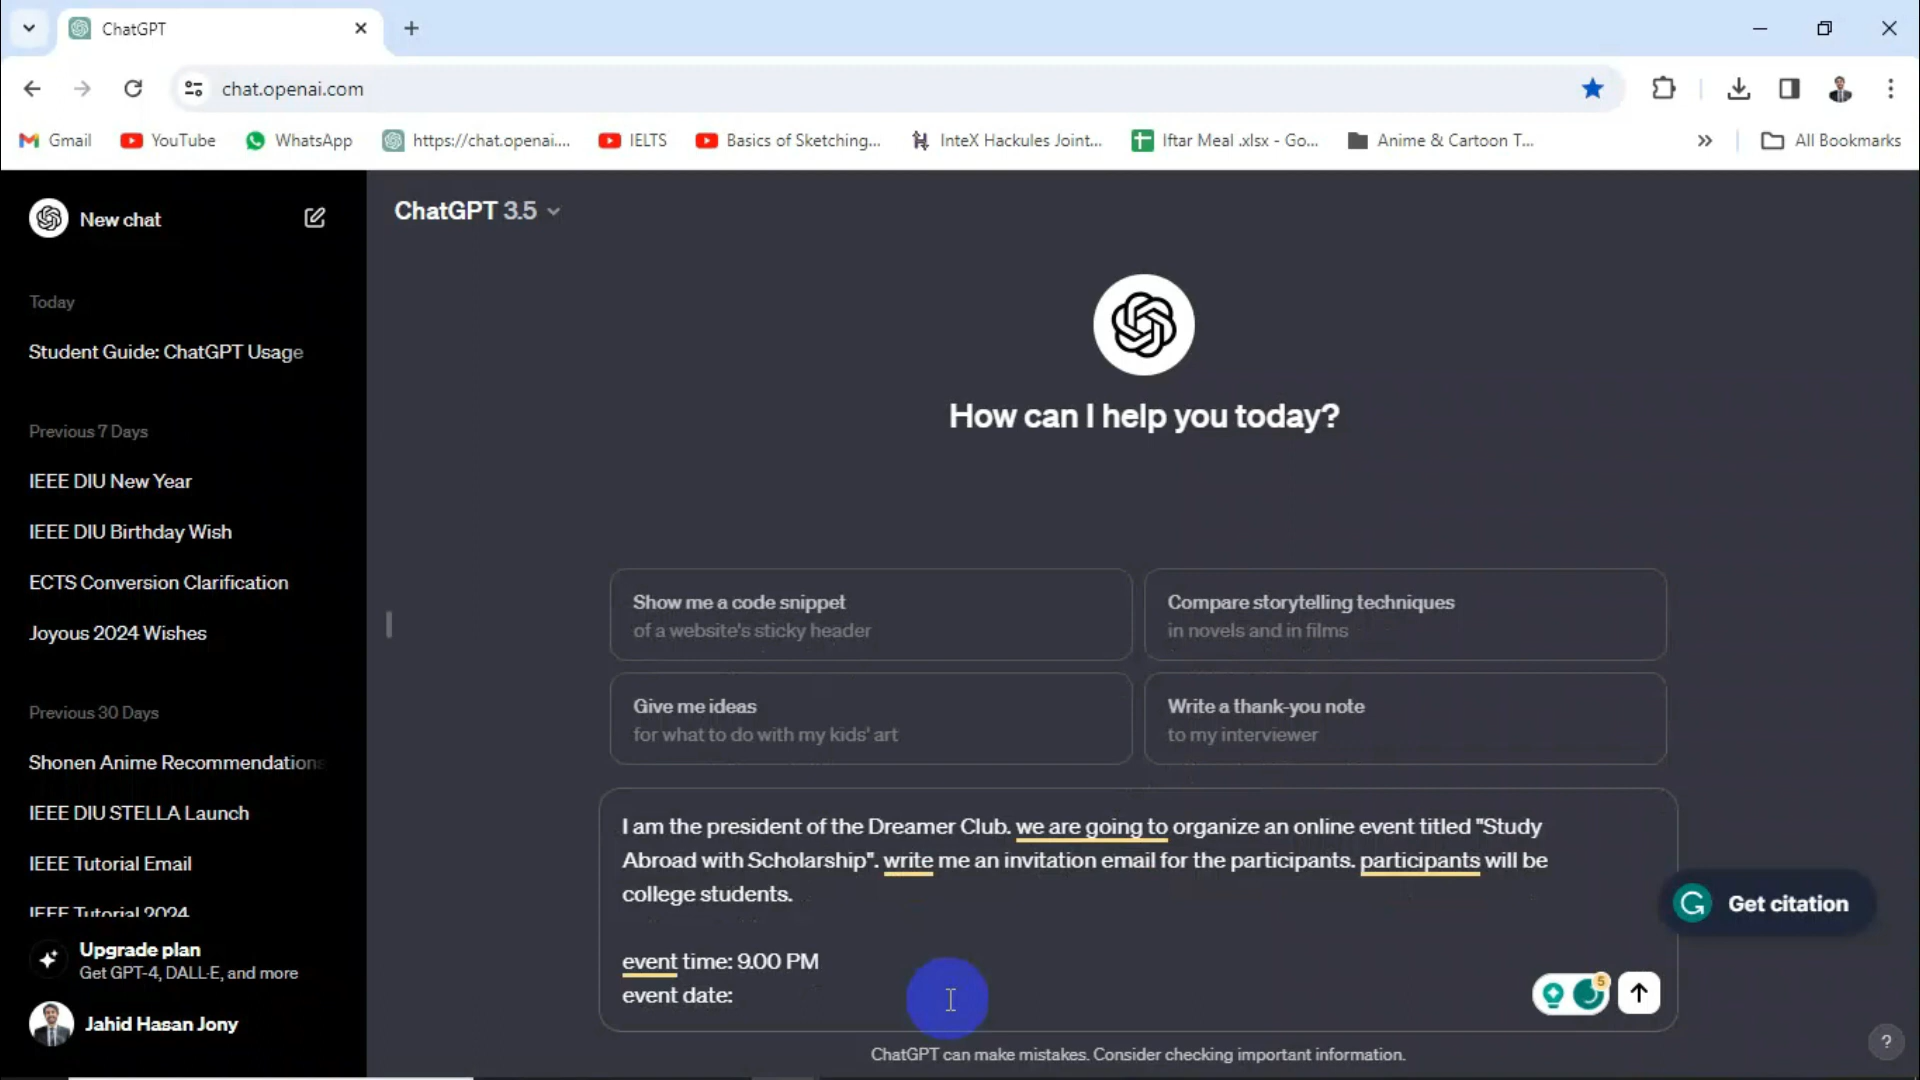 ChatGPT
chat.openai.com
Gmail
YouTube
WhatsApp
https://chat.openai....
IELTS
Basics of Sketching...
InteX Hackules Joint...
Iftar Meal .xlsx - Go...
Anime & Cartoon T...
All Bookmarks
New chat
ChatGPT 3.5
Today
Student Guide: ChatGPT Usage
Previous 7 Days
IEEE DIU New Year
IEEE DIU Birthday Wish
ECTS Conversion Clarification
Joyous 2024 Wishes
Previous 30 Days
Shonen Anime Recommendations
IEEE DIU STELLA Launch
IEEE Tutorial Email
IEEE Tutorial 2024
Upgrade plan
Get GPT-4, DALL·E, and more
Jahid Hasan Jony
How can I help you today?
Show me a code snippet
of a website's sticky header
Compare storytelling techniques
in novels and in films
Give me ideas
for what to do with my kids' art
Write a thank-you note
to my interviewer
I am the president of the Dreamer Club. we are going to organize an online event titled "Study
Abroad with Scholarship". write me an invitation email for the participants. participants will be
college students.
event time: 9.00 PM
event date:
5
Get citation
ChatGPT can make mistakes. Consider checking important information.
?